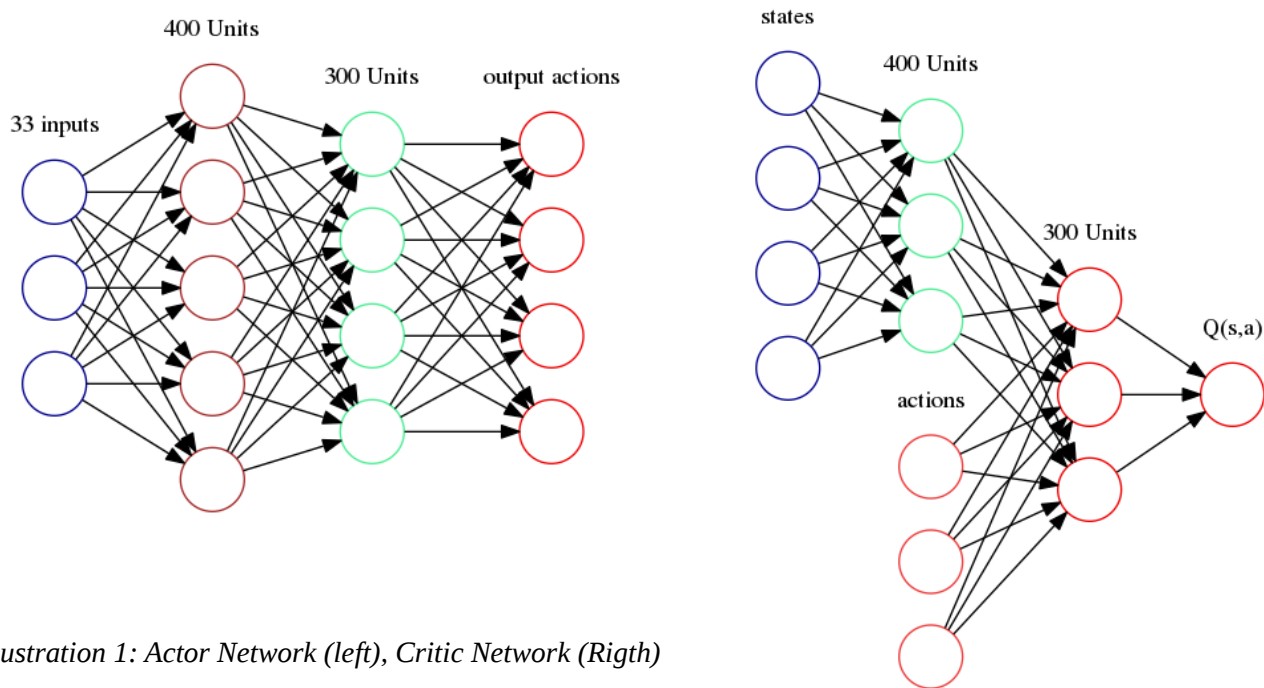 400 Units
300 Units
output actions
33 inputs
states
400 Units
300 Units
Q(s,a)
actions
ustration 1: Actor Network (left), Critic Network (Rigth)